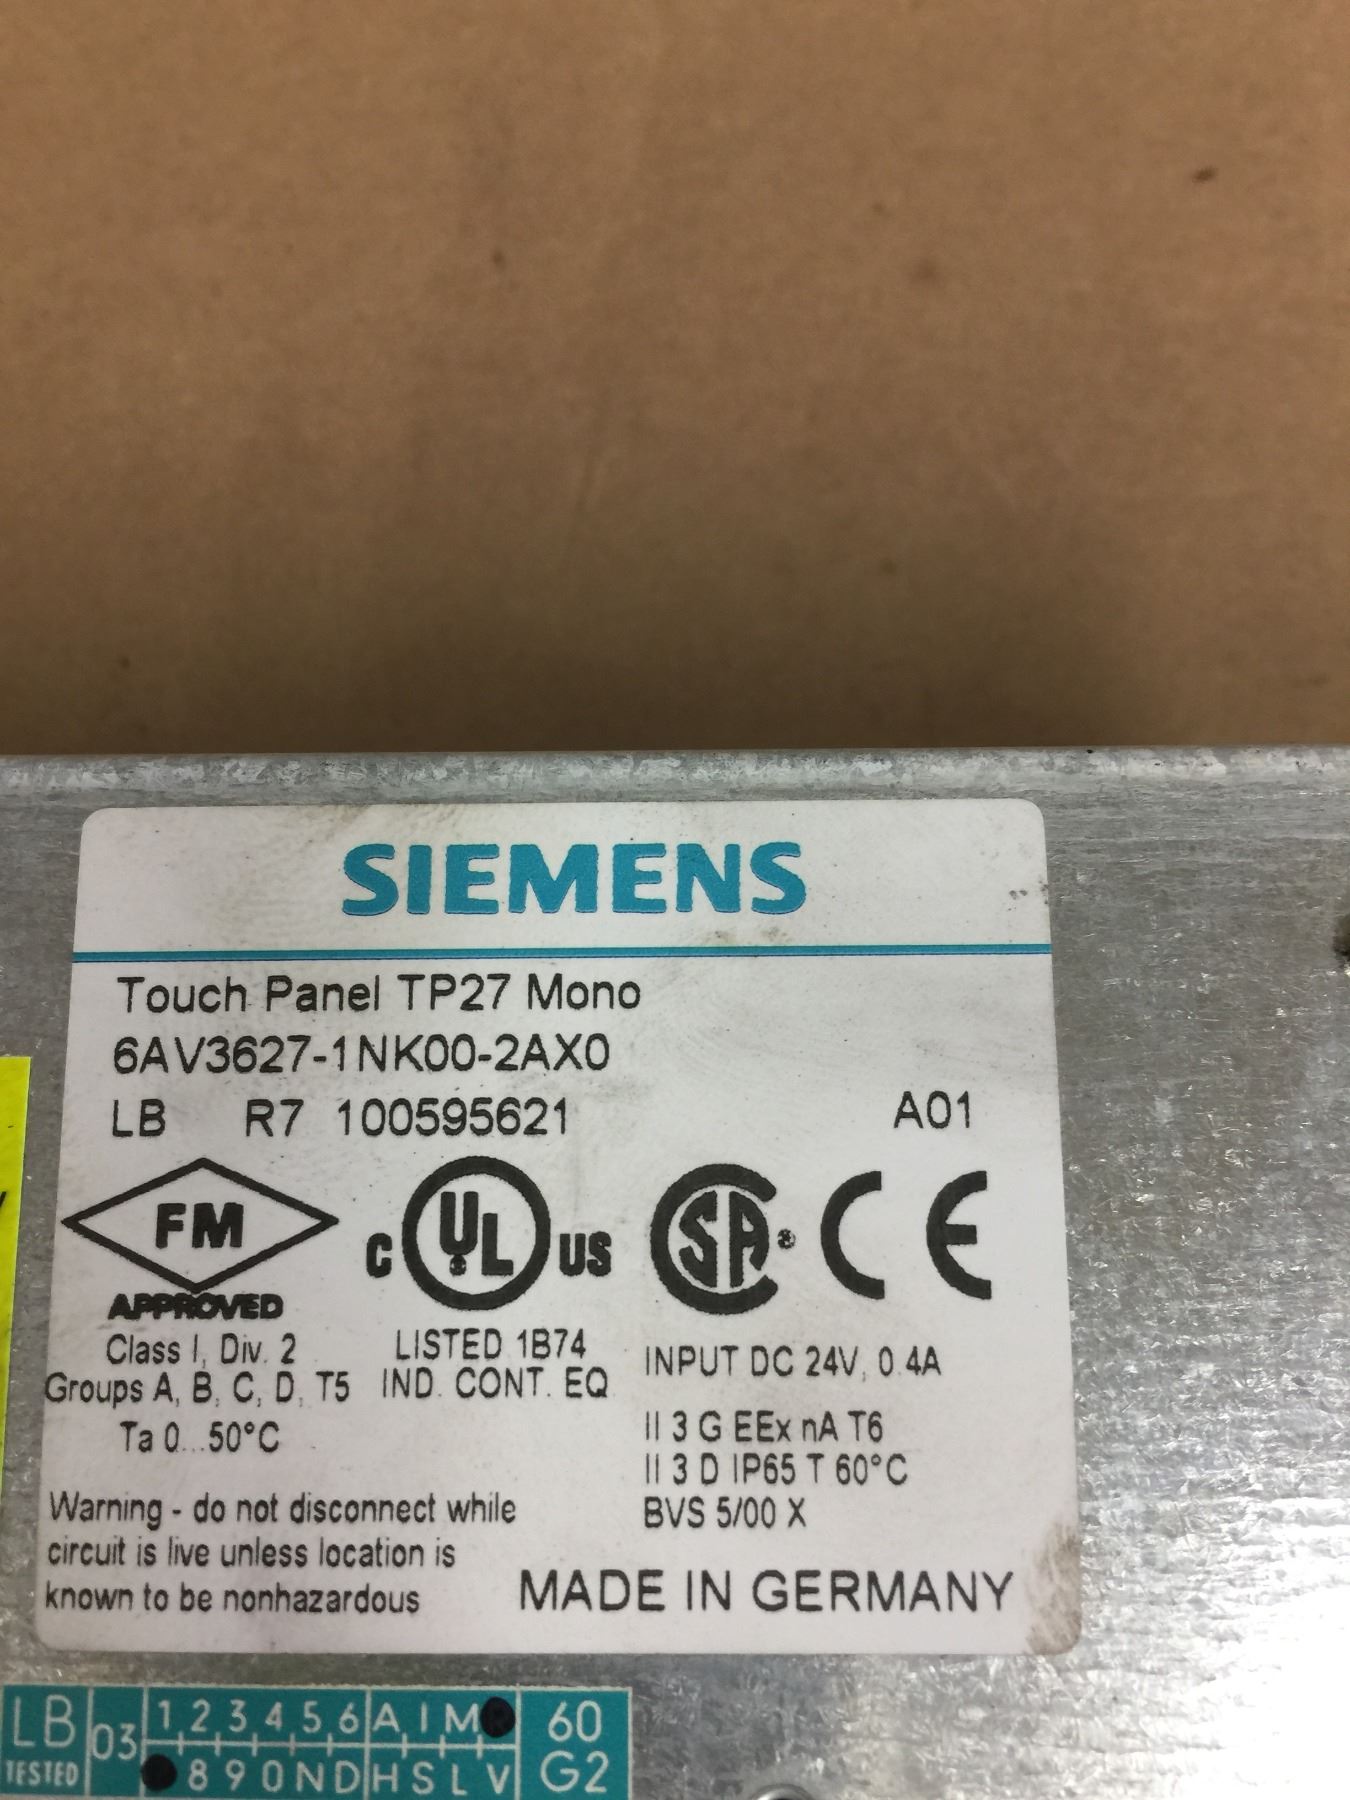 SIEMENS
Touch Panel TP27 Mono
6AV3627-1NK00-2AX0
LB R7 100595621 A01
FM
APPROVED
Class I, Div. 2
Groups A, B, C, D, T5
Ta 0...50°C
C UL US
LISTED 1B74
IND. CONT. EQ
SA
CE
INPUT DC 24V, 0.4A
II 3 G EEx nA T6
II 3 D IP65 T 60°C
BVS 5/00 X
Warning - do not disconnect while
circuit is live unless location is
known to be nonhazardous
MADE IN GERMANY
LB
TESTED
03
1 2 3 4 5 6 A I M
8 9 0 N D H S L V
60
G2